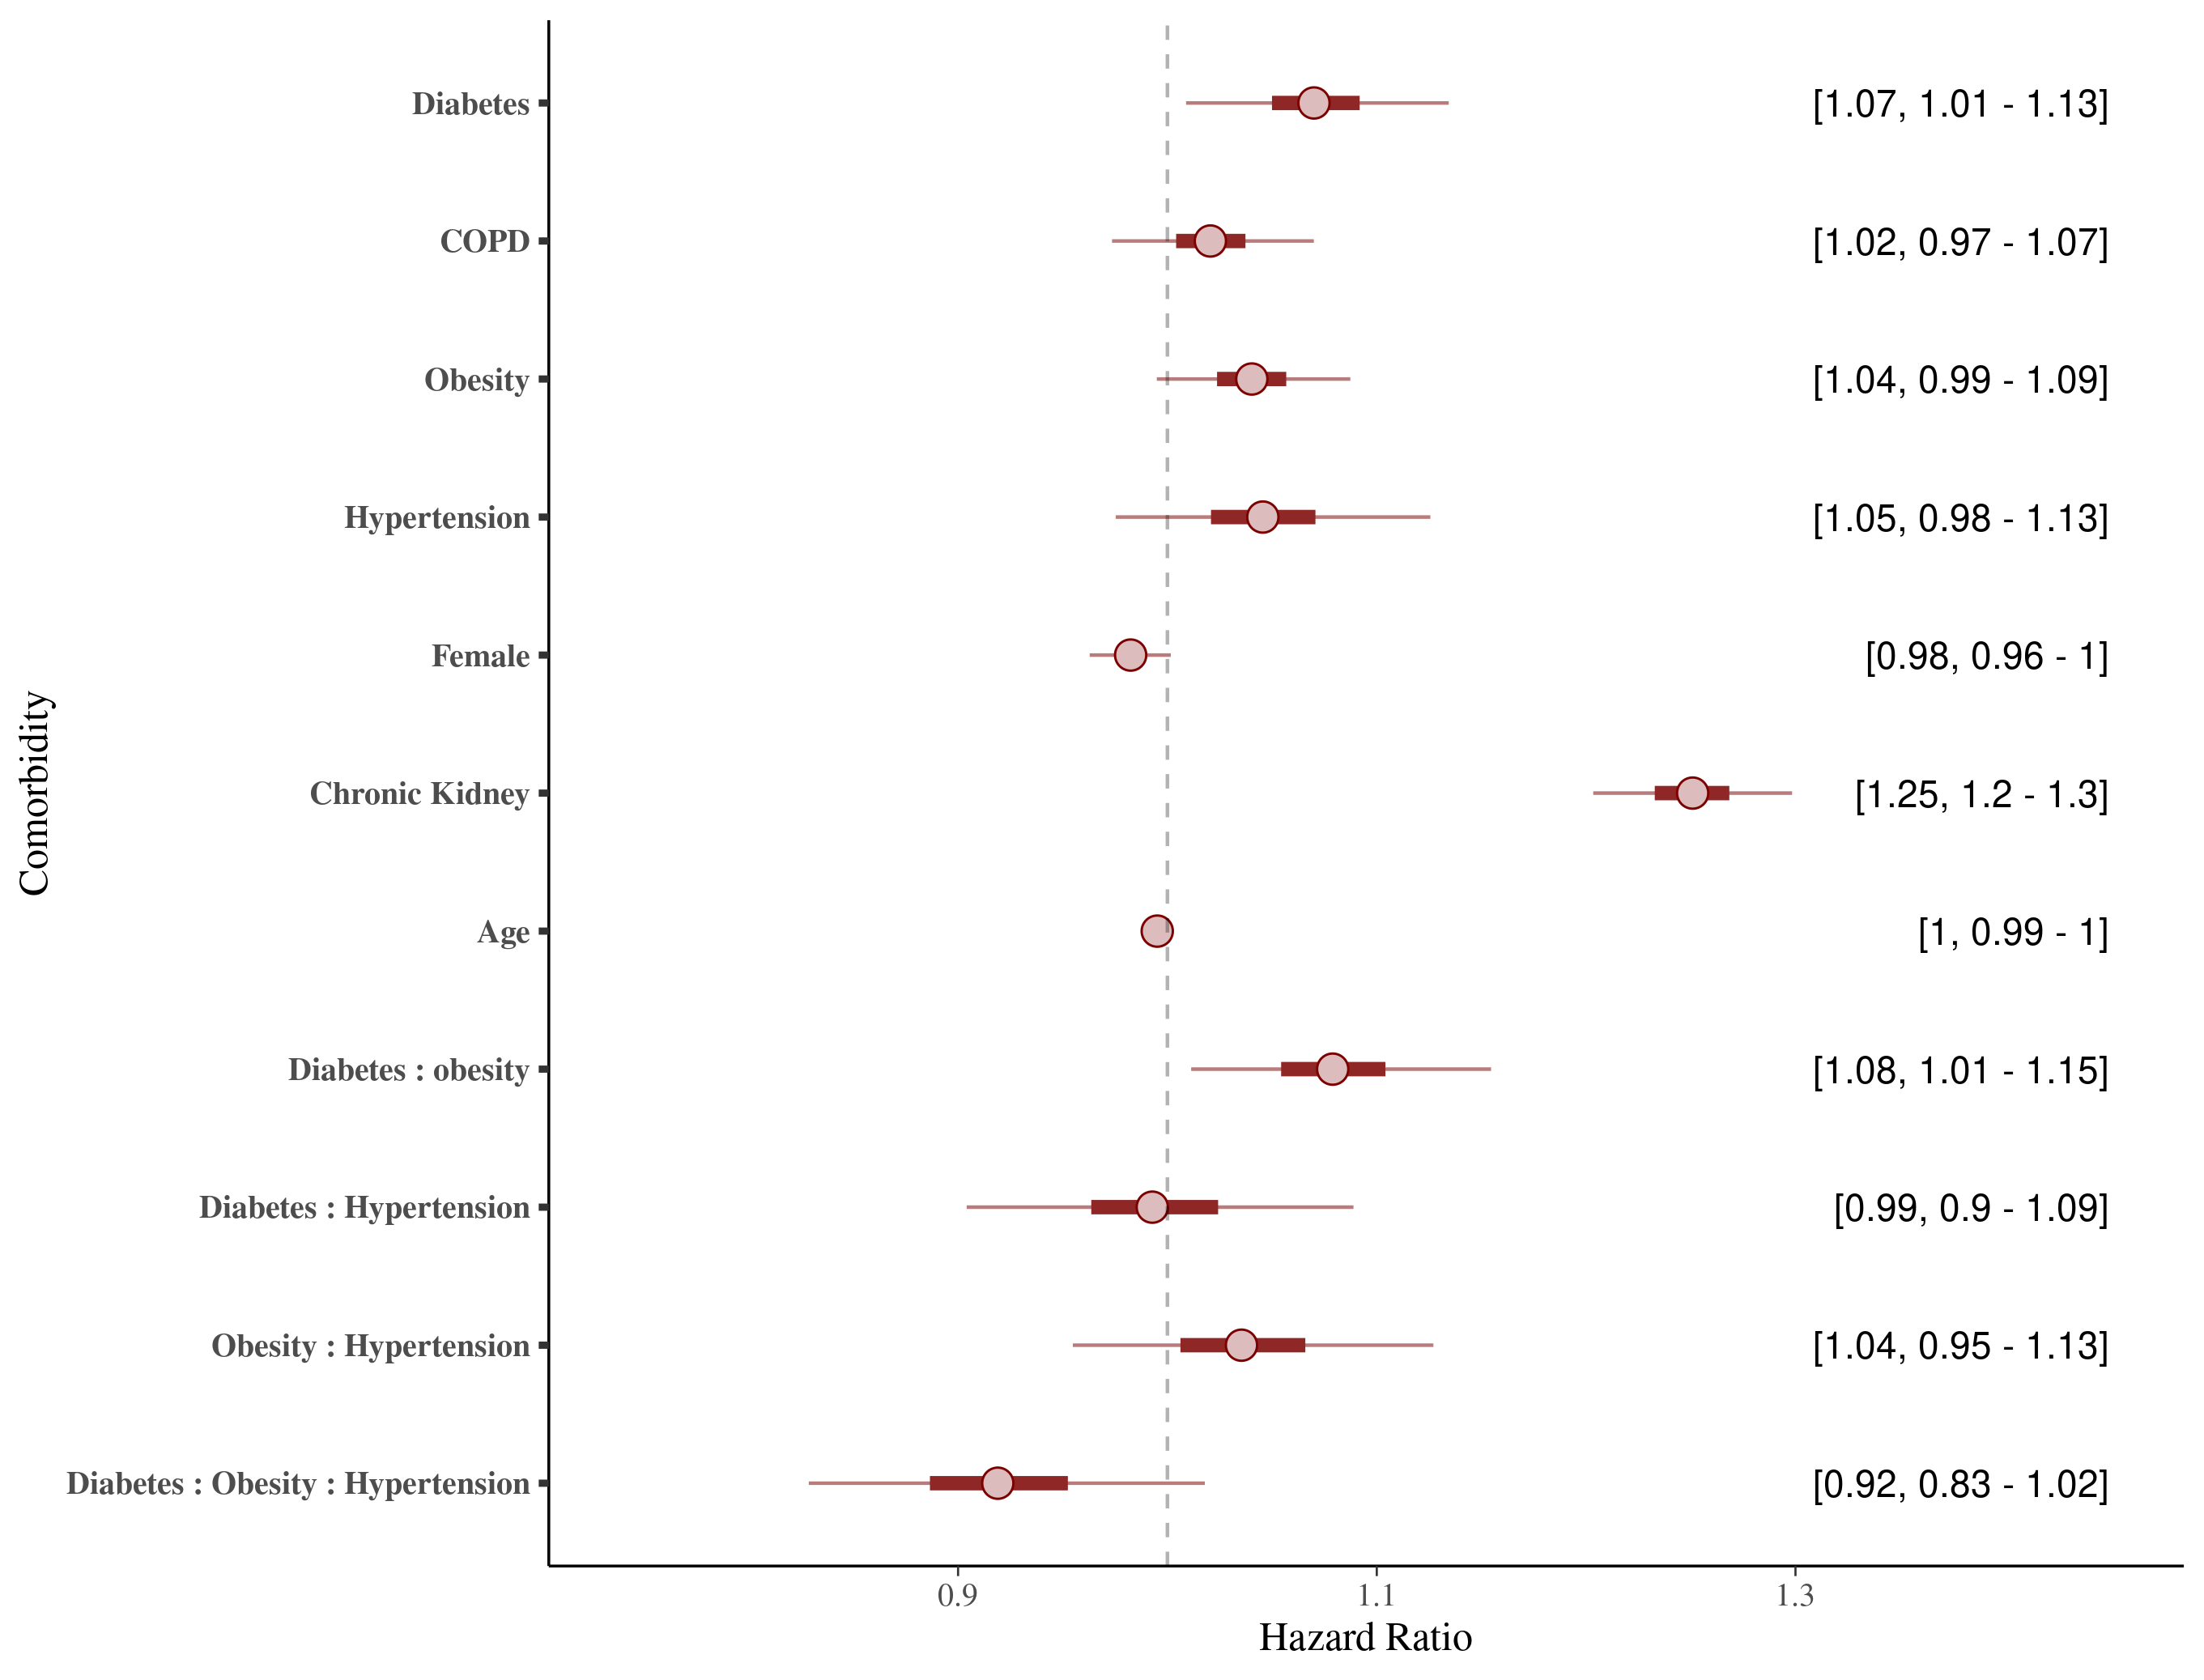 Diabetes [1.07, 1.01 - 1.13]
COPD [1.02, 0.97 - 1.07]
Obesity [1.04, 0.99 - 1.09]
Hypertension [1.05, 0.98 - 1.13]
Female [0.98, 0.96 - 1]
Comorbidity
Chronic Kidney [1.25, 1.2 - 1.3]
Age [1, 0.99 - 1]
Diabetes : obesity [1.08, 1.01 - 1.15]
Diabetes : Hypertension [0.99, 0.9 - 1.09]
Obesity : Hypertension [1.04, 0.95 - 1.13]
Diabetes : Obesity : Hypertension [0.92, 0.83 - 1.02]
0.9 1.1 1.3
Hazard Ratio